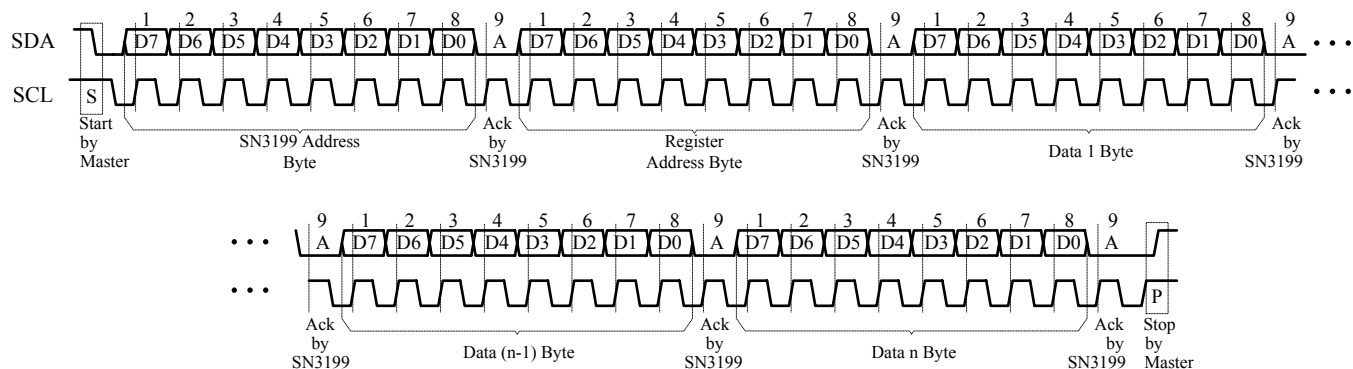 1 2 3 4 5 6 7 8 9 1 2 3 4 5 6 7 8 9 1 2 3 4 5 6 7 8 9
SDA D7 D6 D5 D4 D3 D2 D1 D0 A D7 D6 D5 D4 D3 D2 D1 D0 A D7 D6 D5 D4 D3 D2 D1 D0 A
SCL S
Start by Master
SN3199 Address Byte
Ack by SN3199
Register Address Byte
Ack by SN3199
Data 1 Byte
Ack by SN3199
9 1 2 3 4 5 6 7 8 9 1 2 3 4 5 6 7 8 9
A D7 D6 D5 D4 D3 D2 D1 D0 A D7 D6 D5 D4 D3 D2 D1 D0 A
P
Ack by SN3199
Data (n-1) Byte
Ack by SN3199
Data n Byte
Ack by SN3199
Stop by Master